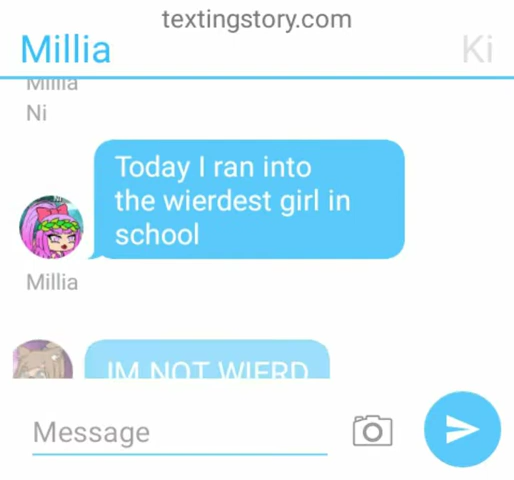 textingstory.com
Millia
Ki
Millia
Ni
Today I ran into
the wierdest girl in
school
Millia
IM NOT WIERD
Message